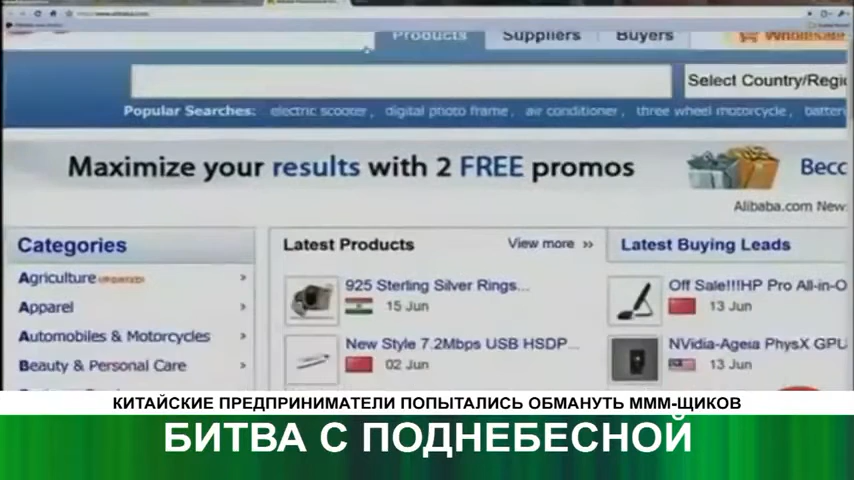 Products Suppliers Buyers Wholesale
Select Country/Regio
Popular Searches: electric scooter, digital photo frame, air conditioner, three wheel motorcycle, batter
Maximize your results with 2 FREE promos
Alibaba.com New
Categories
Latest Products View more »
Latest Buying Leads
Agriculture UPDATED!
925 Sterling Silver Rings...
15 Jun
Off Sale!!!HP Pro All-in-O
13 Jun
Apparel
Automobiles & Motorcycles
New Style 7.2Mbps USB HSDP...
02 Jun
NVidia-Ageia PhysX GPU
13 Jun
Beauty & Personal Care
КИТАЙСКИЕ ПРЕДПРИНИМАТЕЛИ ПОПЫТАЛИСЬ ОБМАНУТЬ МММ-ЩИКОВ
БИТВА С ПОДНЕБЕСНОЙ